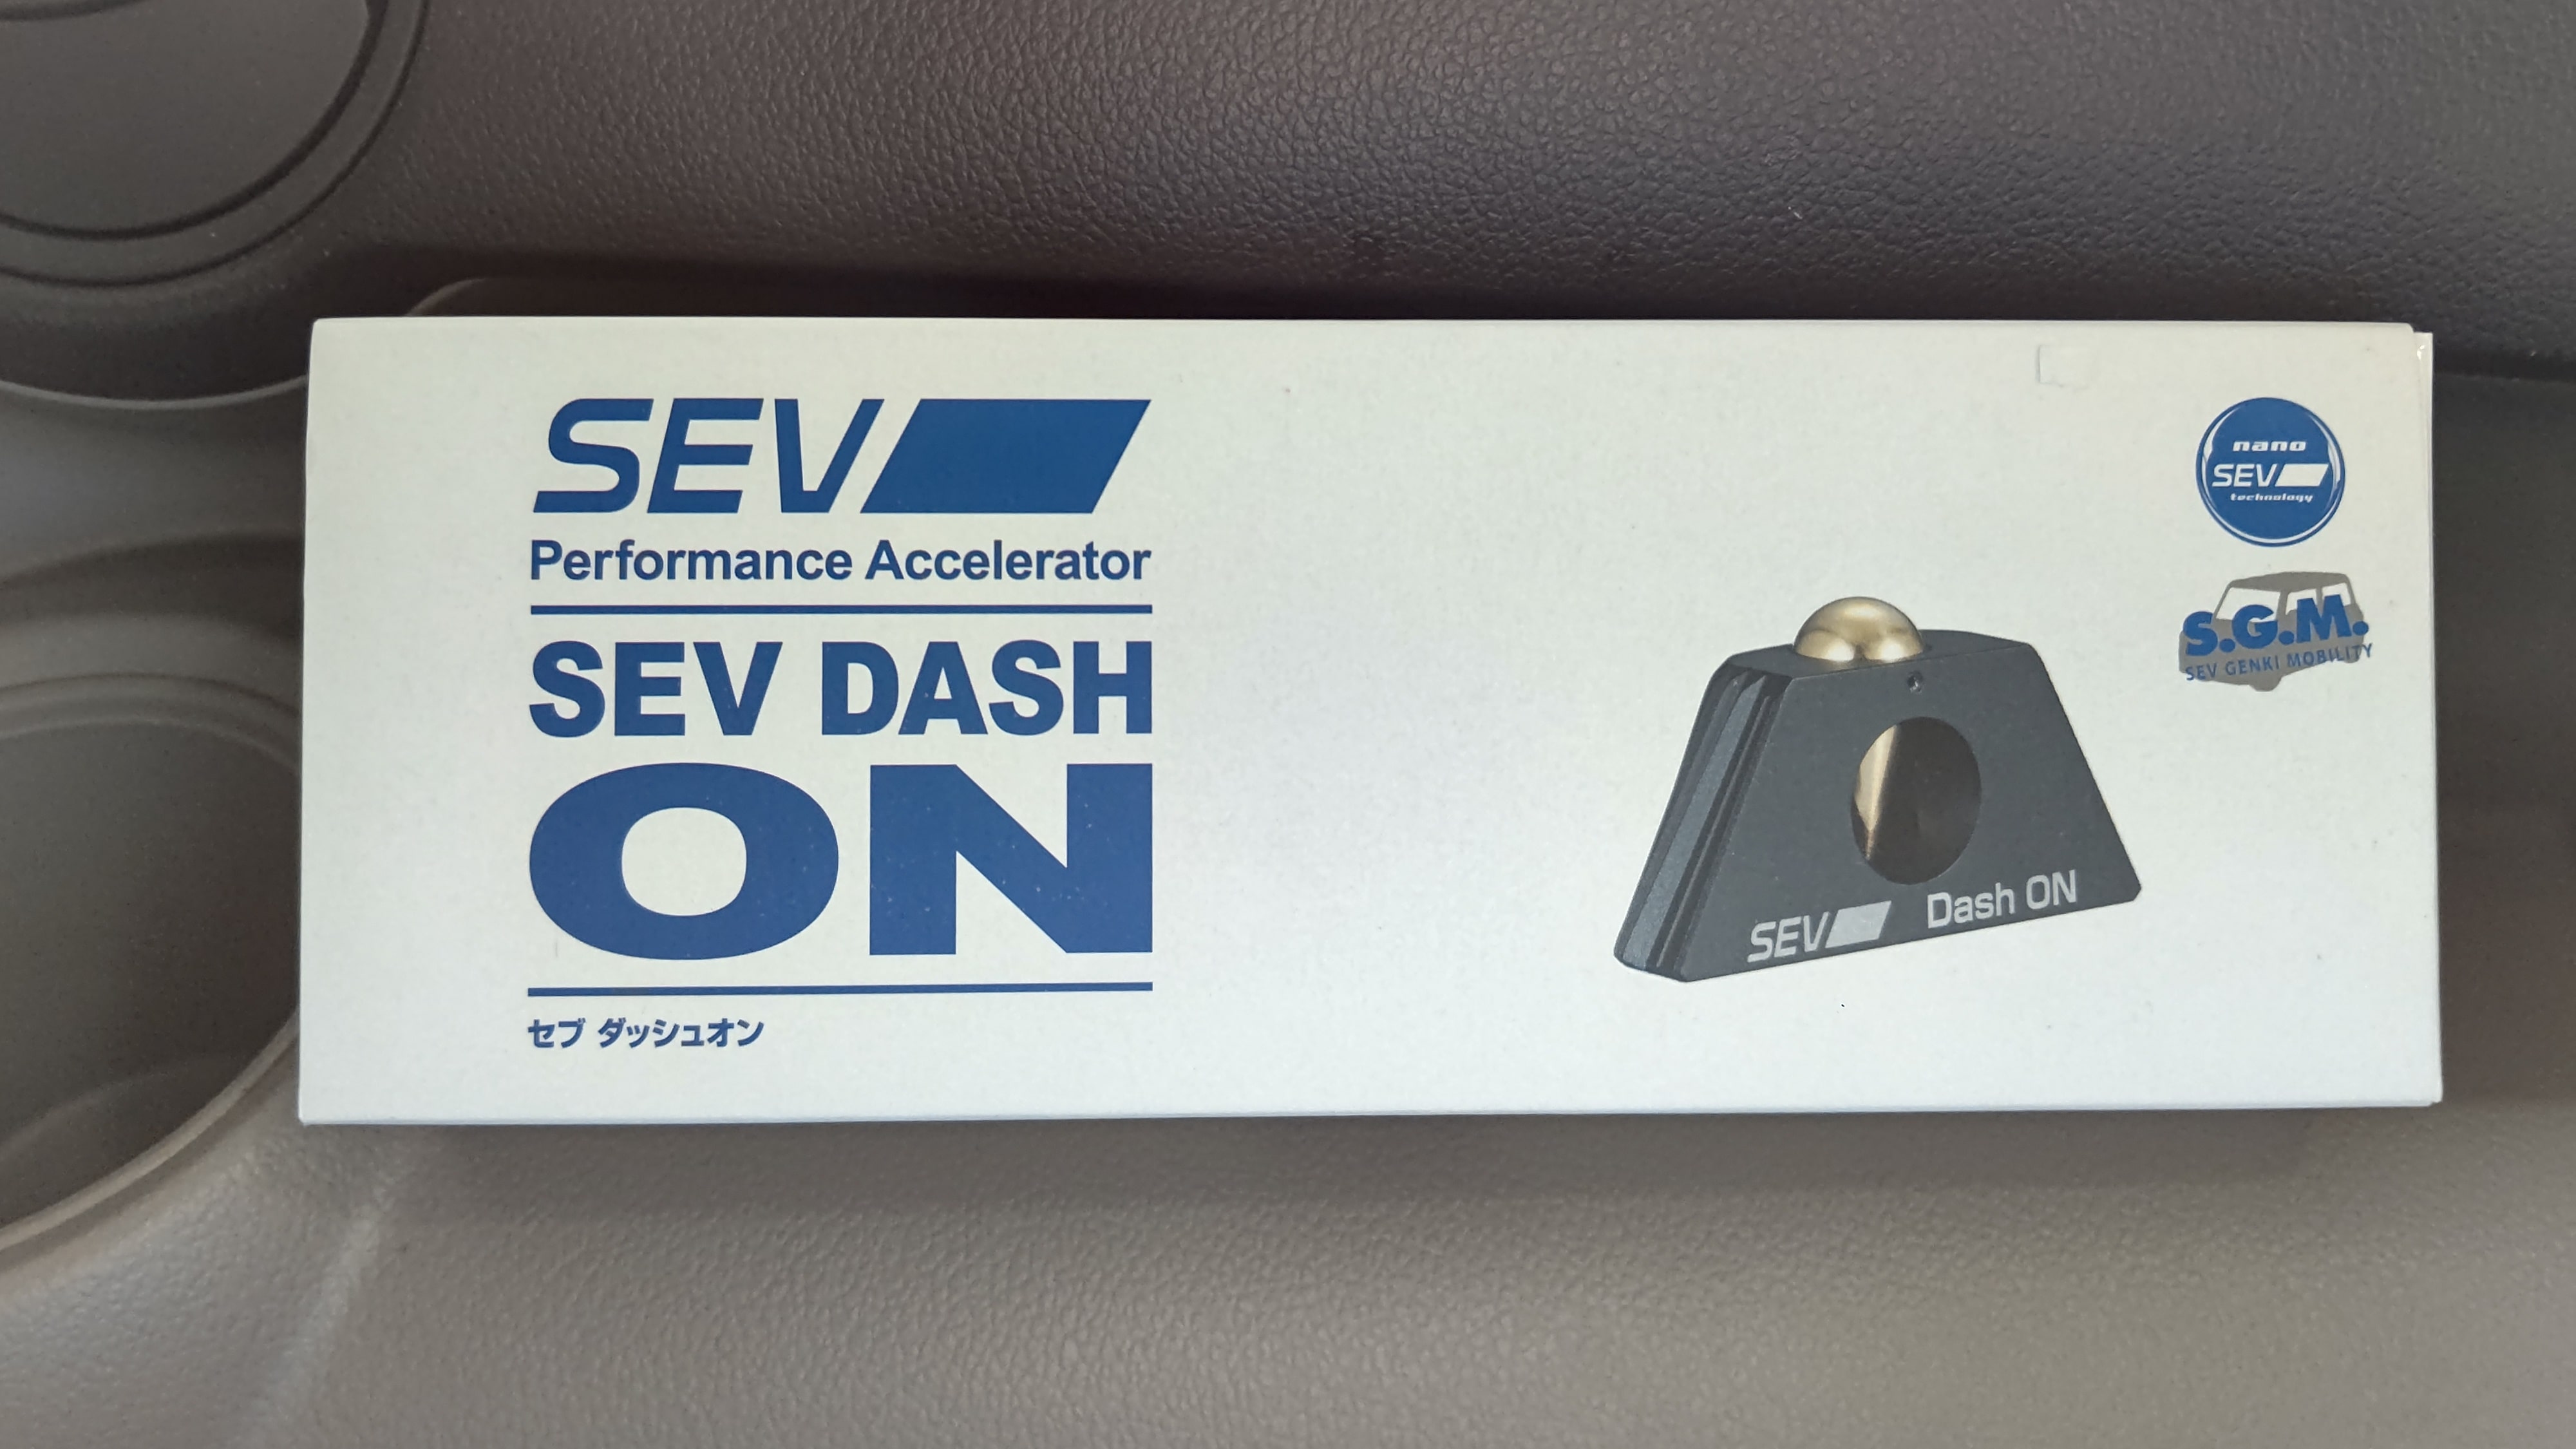 SEV
Performance Accelerator
SEV DASH
ON
セブ ダッシュオン
SEV Dash ON
nano
SEV
technology
S.G.M.
SEV GENKI MOBILITY